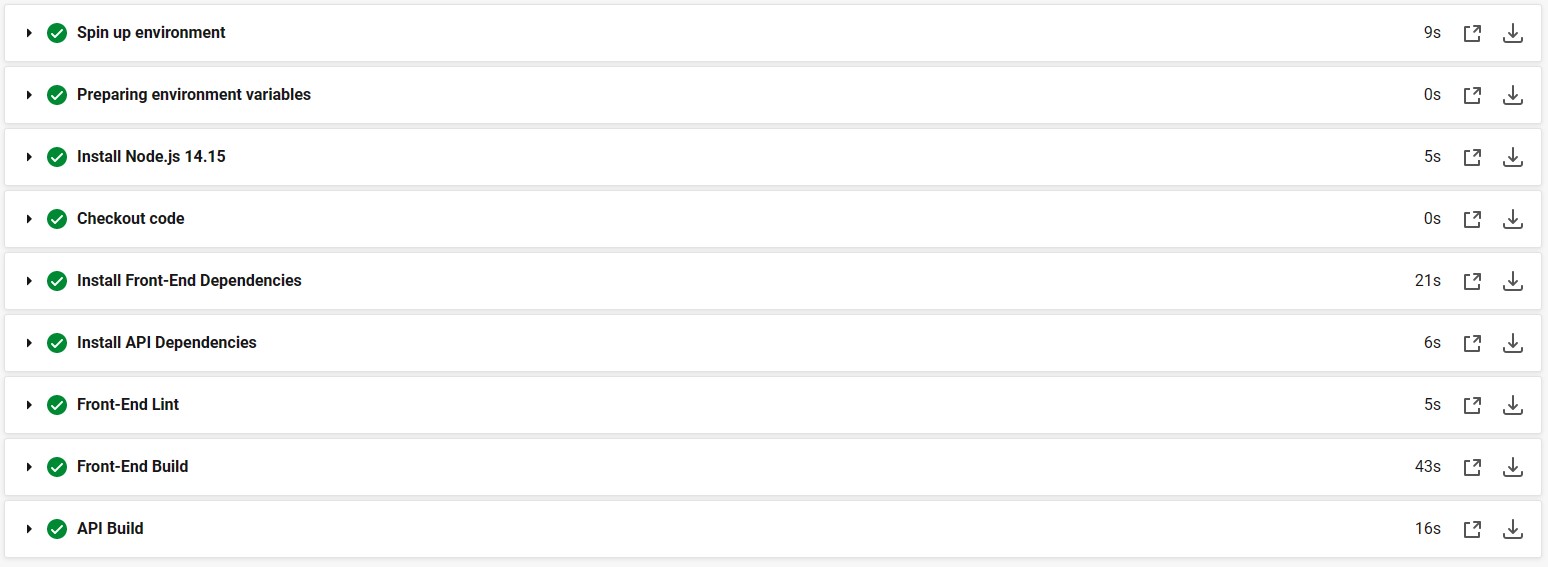 Spin up environment 9s
Preparing environment variables 0s
Install Node.js 14.15 5s
Checkout code 0s
Install Front-End Dependencies 21s
Install API Dependencies 6s
Front-End Lint 5s
Front-End Build 43s
API Build 16s